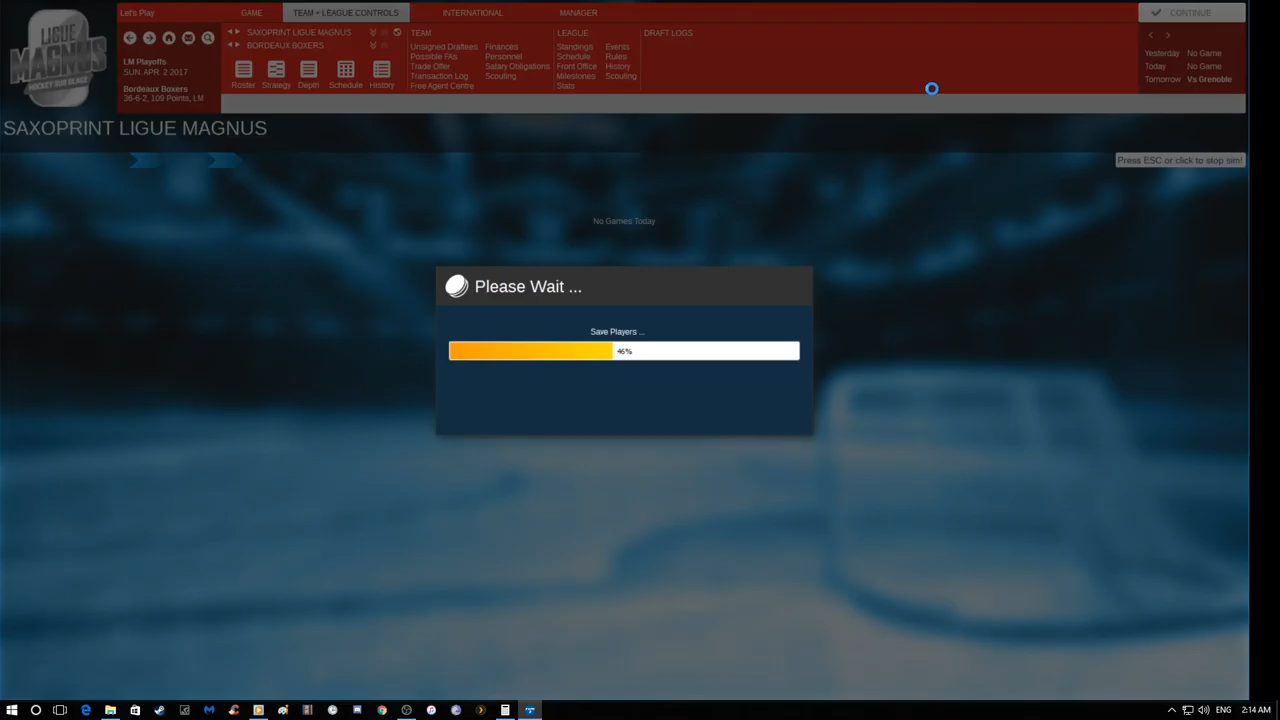 Let's Play
GAME
TEAM + LEAGUE CONTROLS
INTERNATIONAL
MANAGER
CONTINUE
LIGUE
MAGNUS
HOCKEY SUR GLACE
LM Playoffs
SUN. APR. 2 2017
Bordeaux Boxers
36-6-2, 109 Points, LM
SAXOPRINT LIGUE MAGNUS
BORDEAUX BOXERS
Roster
Strategy
Depth
Schedule
History
TEAM
Unsigned Draftees
Finances
Possible FAs
Personnel
Trade Offer
Salary Obligations
Transaction Log
Scouting
Free Agent Centre
LEAGUE
Standings
Events
Schedule
Rules
Front Office
History
Milestones
Scouting
Stats
DRAFT LOGS
Yesterday No Game
Today No Game
Tomorrow Vs Grenoble
SAXOPRINT LIGUE MAGNUS
Press ESC or click to stop sim!
No Games Today
Please Wait ...
Save Players ...
46%
ENG
2:14 AM